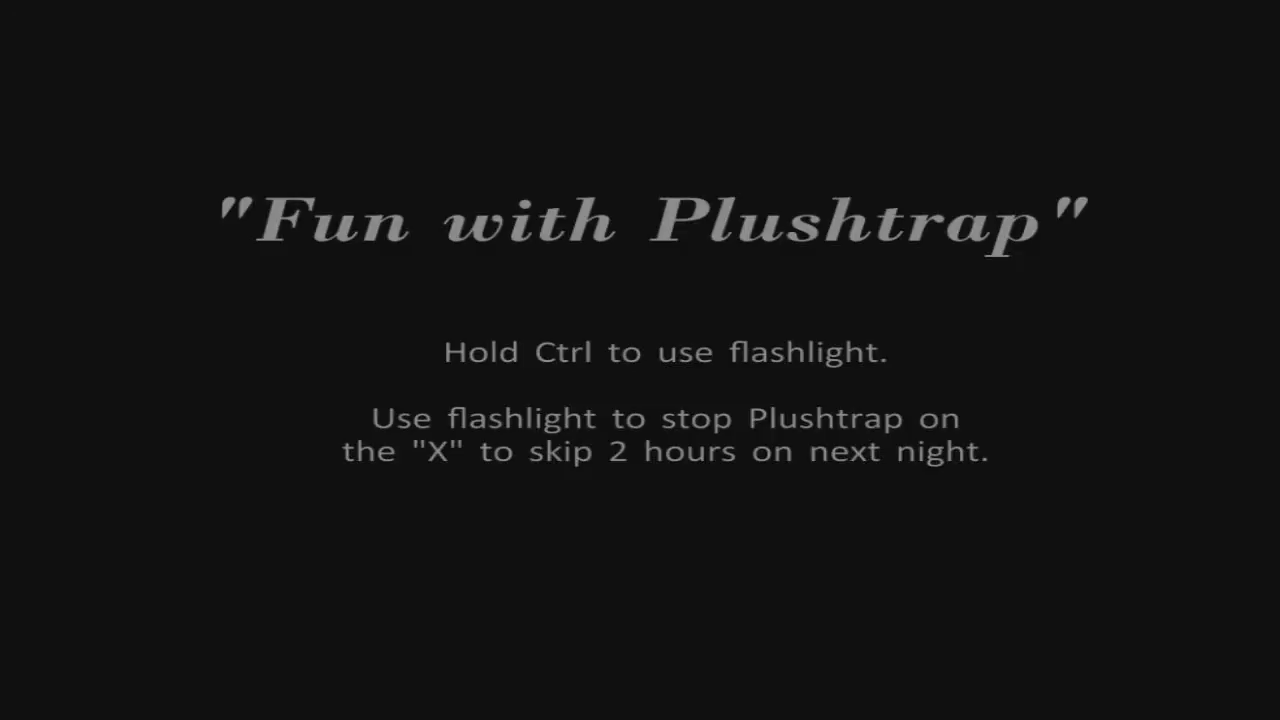 "Fun with Plushtrap"
Hold Ctrl to use flashlight.
Use flashlight to stop Plushtrap on
the "X" to skip 2 hours on next night.